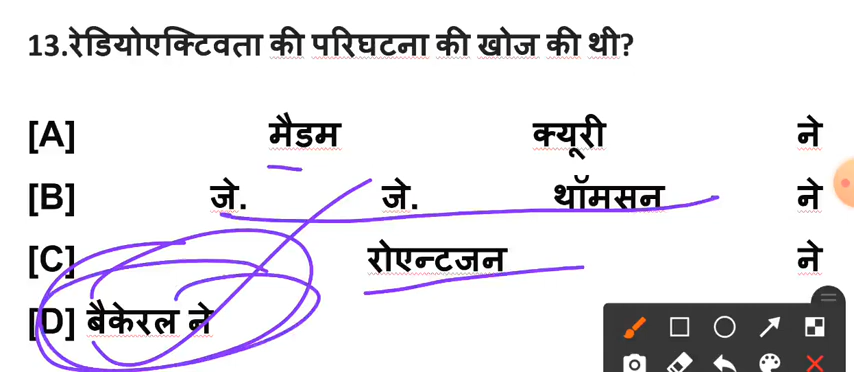 13.रेडियोएक्टिवता की परिघटना की खोज की थी?
[A] मैडम क्यूरी ने
[B] जे. जे. थॉमसन ने
[C] रोएन्टजन ने
[D] बैकेरल ने